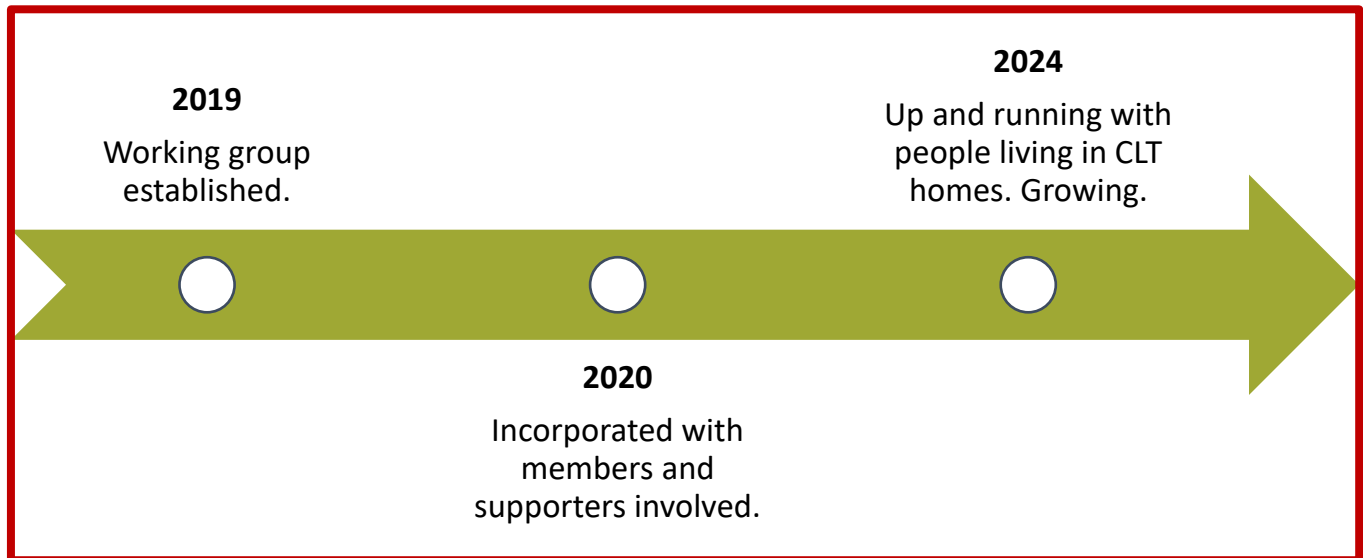 2019
Working group
established.
2020
Incorporated with
members and
supporters involved.
2024
Up and running with
people living in CLT
homes. Growing.